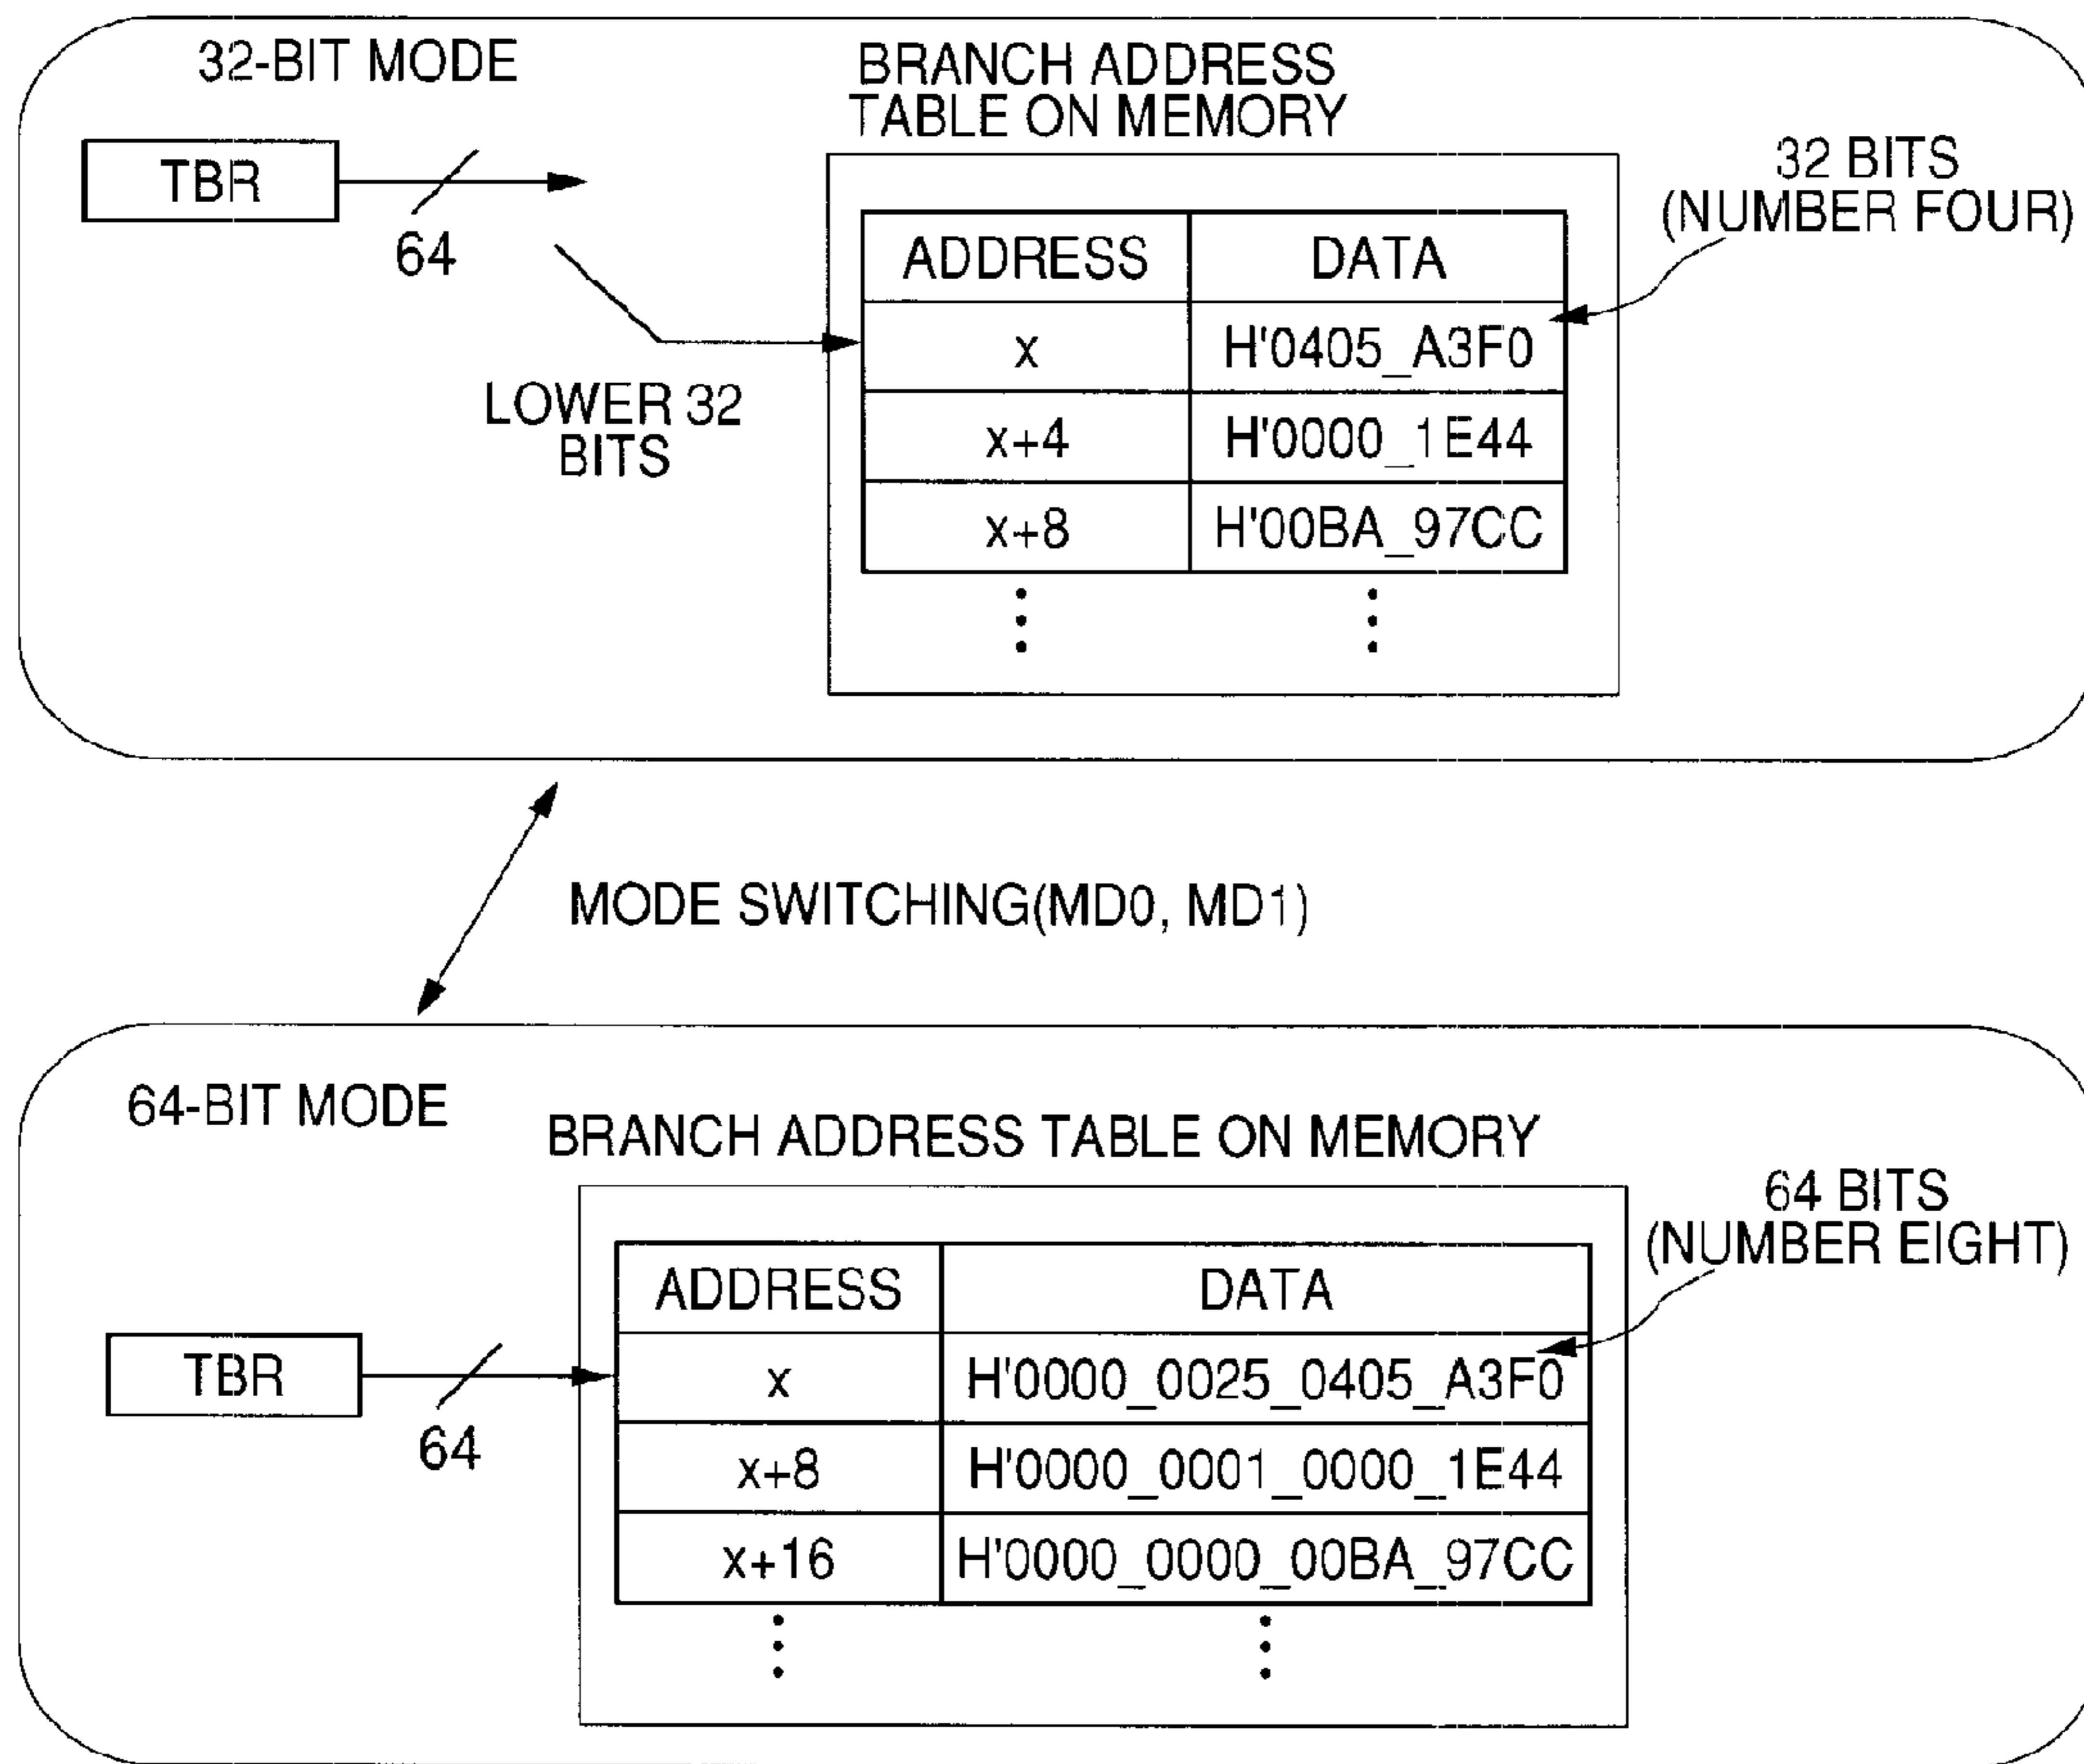 32-BIT MODE
BRANCH ADDRESS
TABLE ON MEMORY
TBR
64
LOWER 32
BITS
32 BITS
(NUMBER FOUR)
ADDRESS DATA
x H'0405_A3F0
x+4 H'0000_1E44
x+8 H'00BA_97CC
MODE SWITCHING(MD0, MD1)
64-BIT MODE
BRANCH ADDRESS TABLE ON MEMORY
64 BITS
(NUMBER EIGHT)
TBR
64
ADDRESS DATA
x H'0000_0025_0405_A3F0
x+8 H'0000_0001_0000_1E44
x+16 H'0000_0000_00BA_97CC